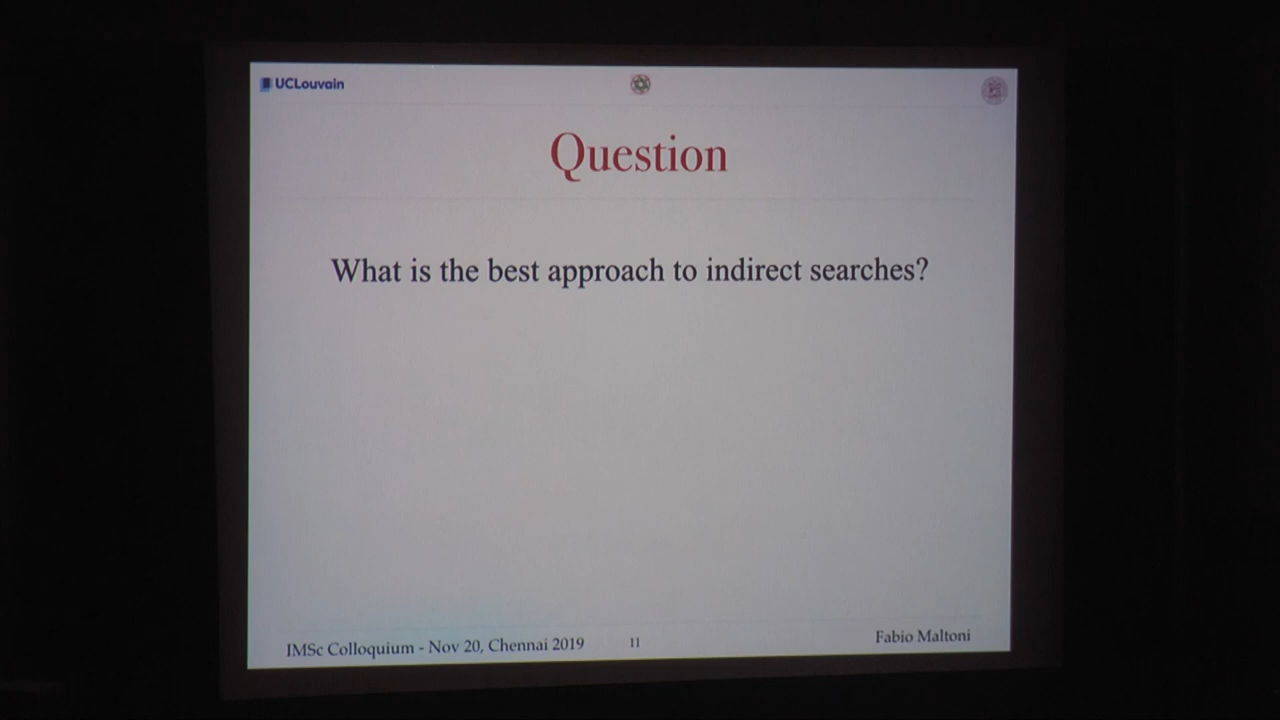 UCLouvain
Question
What is the best approach to indirect searches?
IMSc Colloquium - Nov 20, Chennai 2019
11
Fabio Maltoni